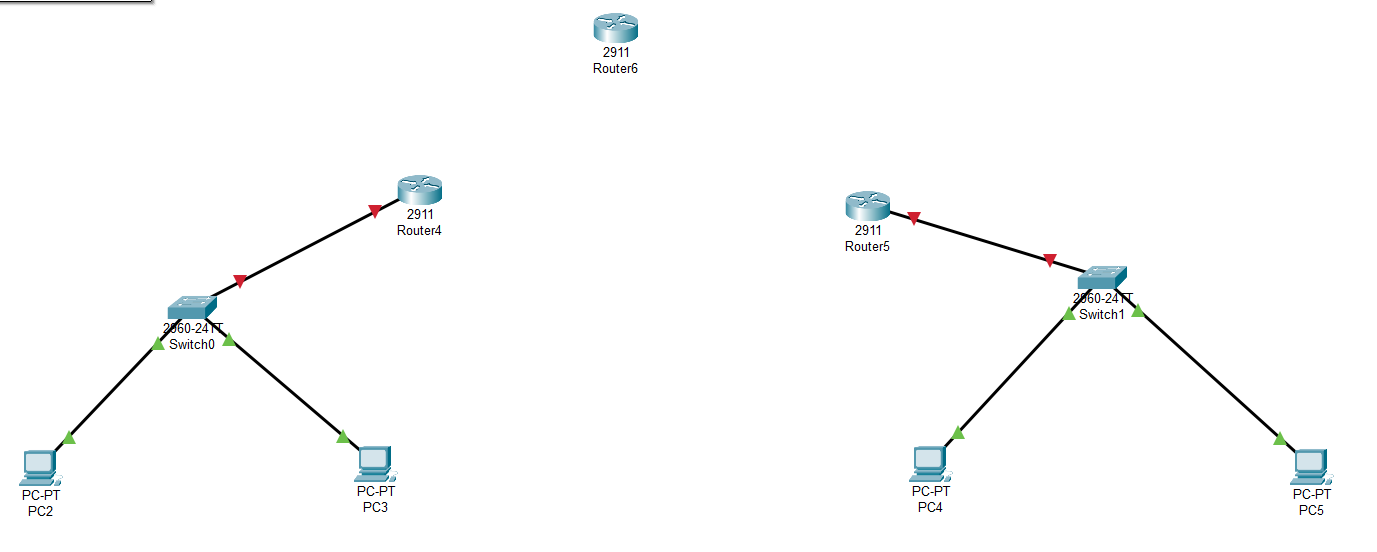 2911
Router6
2911
Router4
2911
Router5
2960-24TT
Switch0
2960-24TT
Switch1
PC-PT
PC2
PC-PT
PC3
PC-PT
PC4
PC-PT
PC5